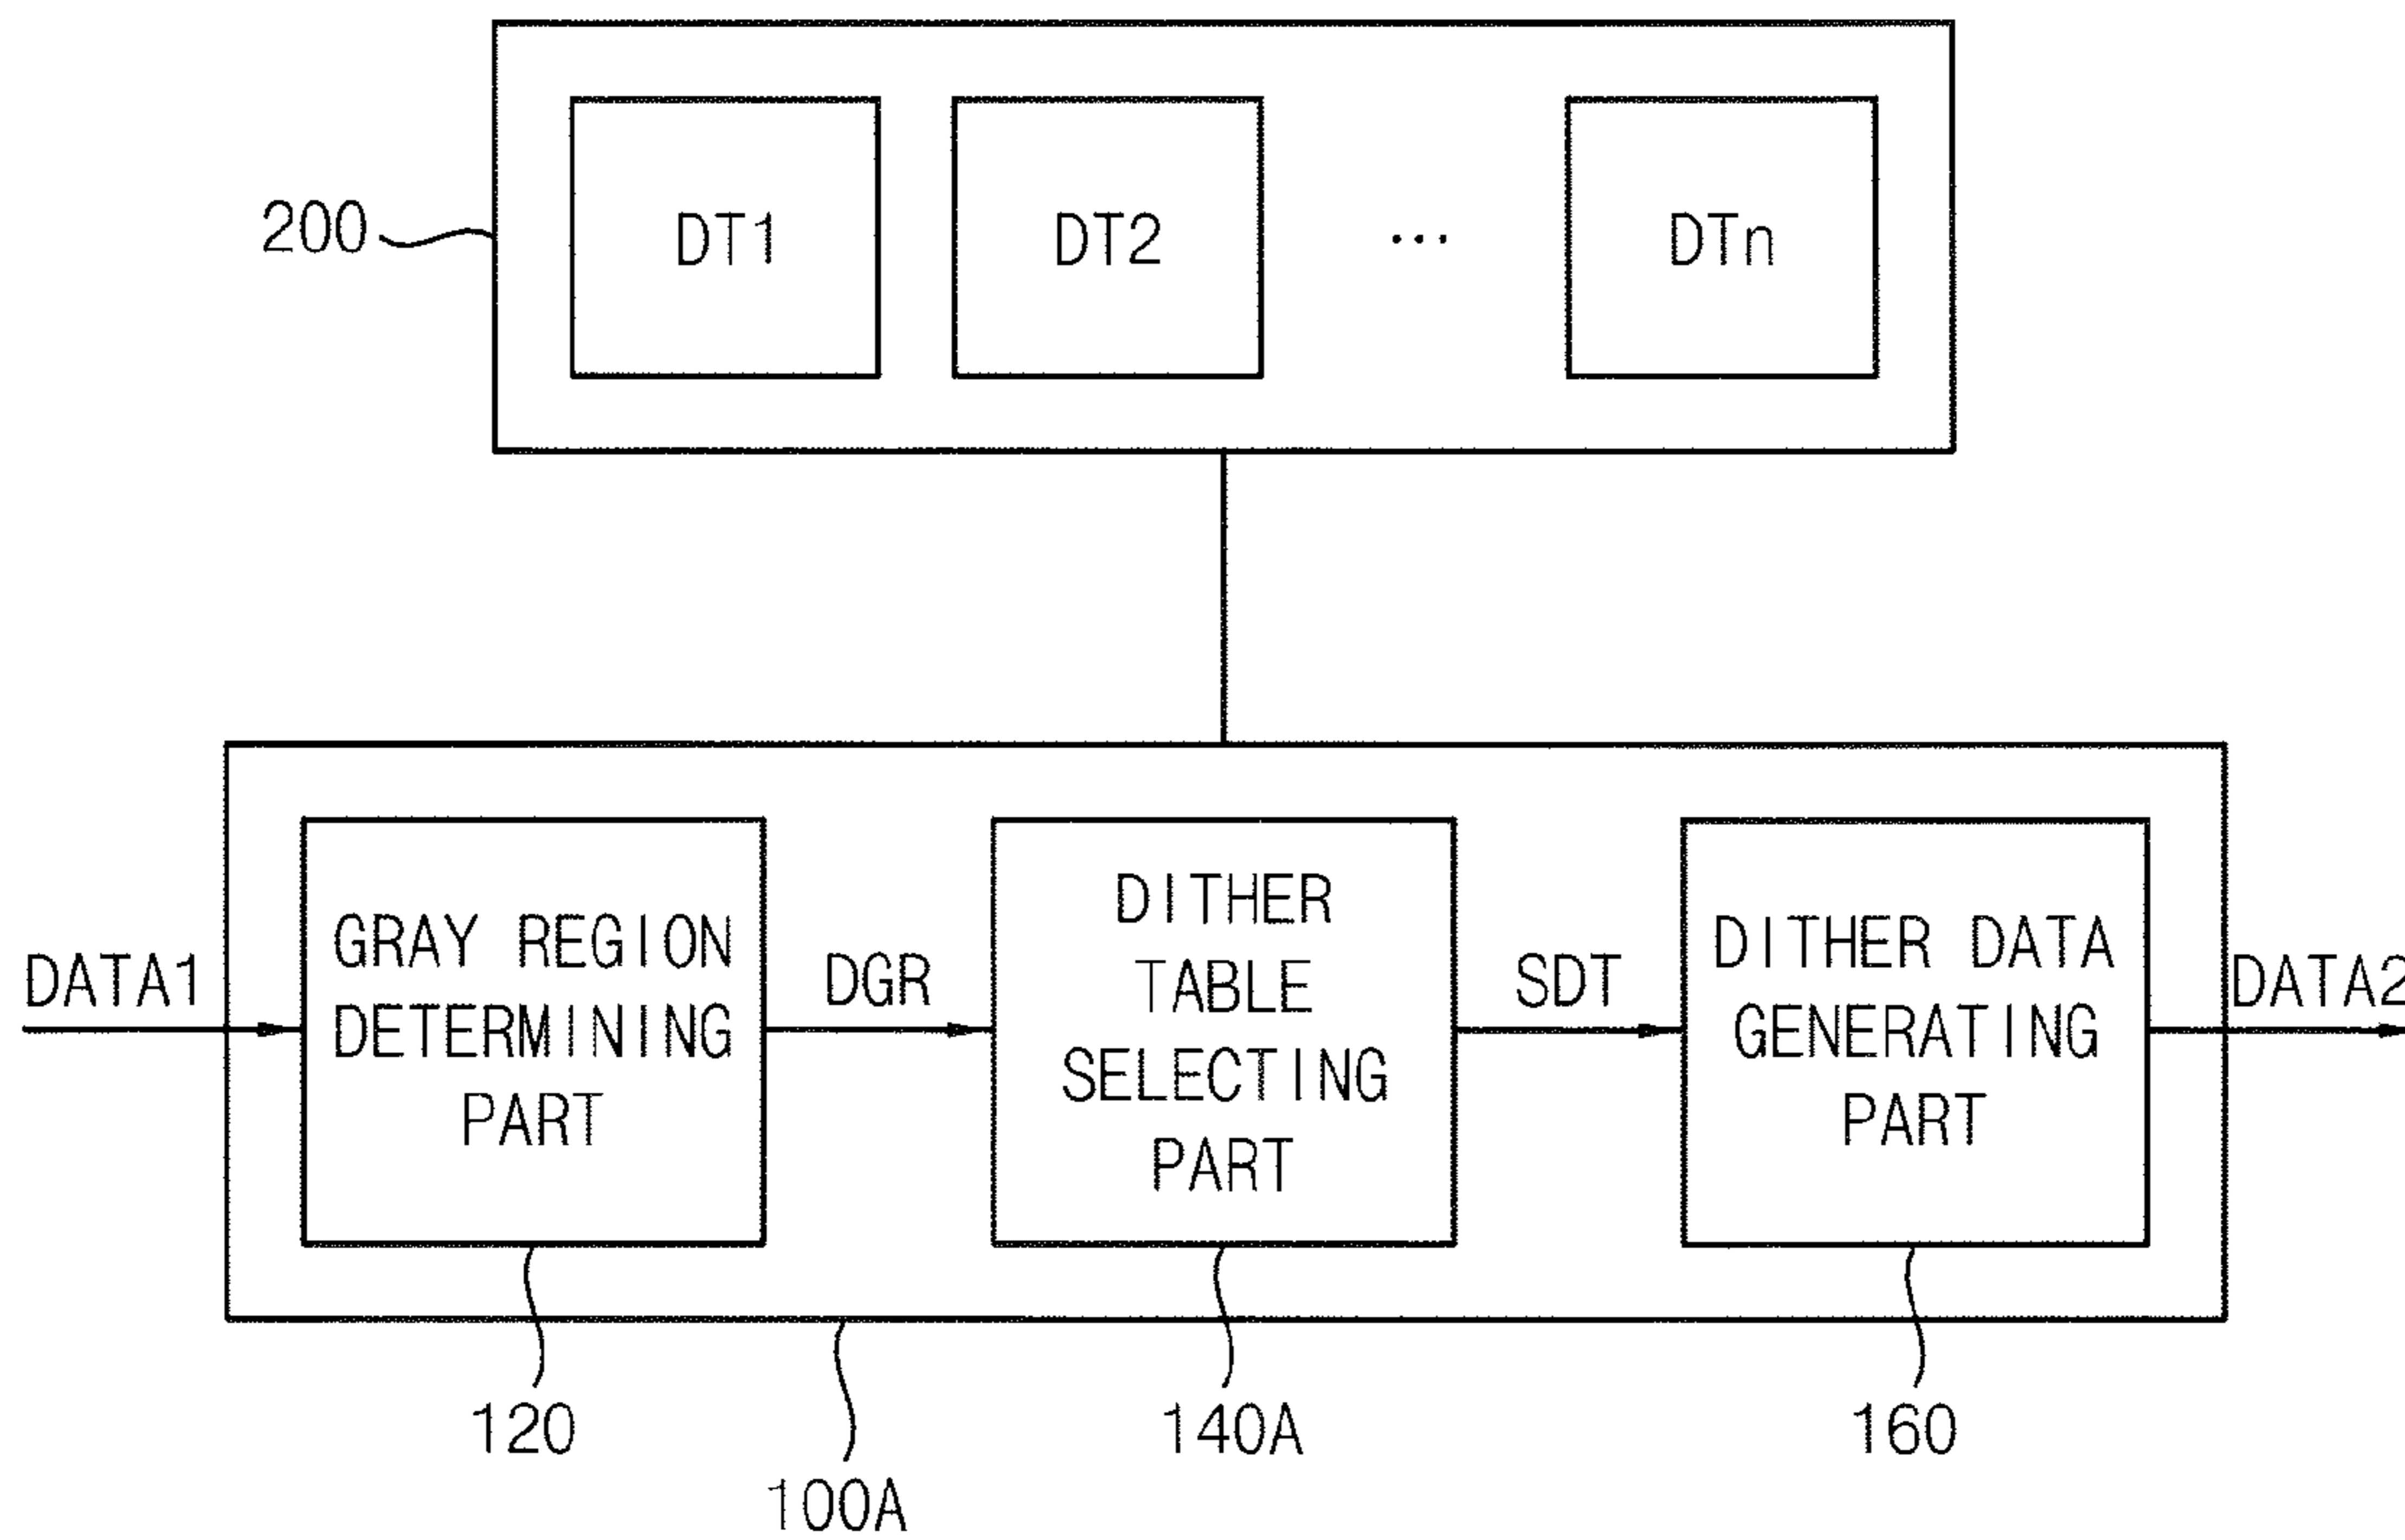 200
DT1
DT2
...
DTn
DATA1
GRAY REGION
DETERMINING
PART
DGR
DITHER
TABLE
SELECTING
PART
SDT
DITHER DATA
GENERATING
PART
DATA2
120
140A
160
100A